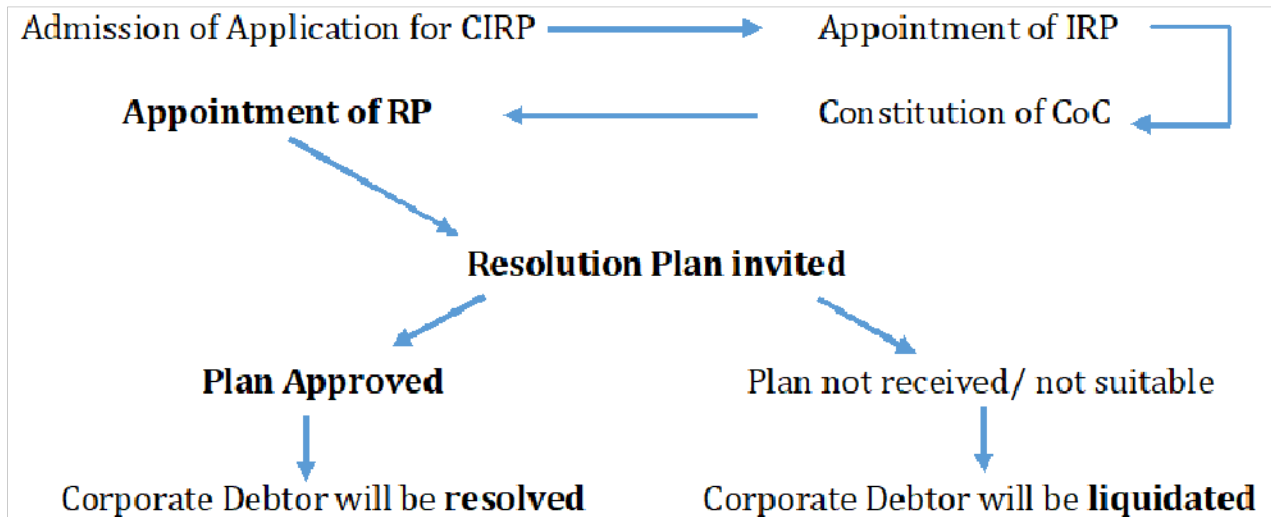 Admission of Application for CIRP
Appointment of IRP
Appointment of RP
Constitution of CoC
Resolution Plan invited
Plan Approved
Plan not received/ not suitable
Corporate Debtor will be resolved
Corporate Debtor will be liquidated